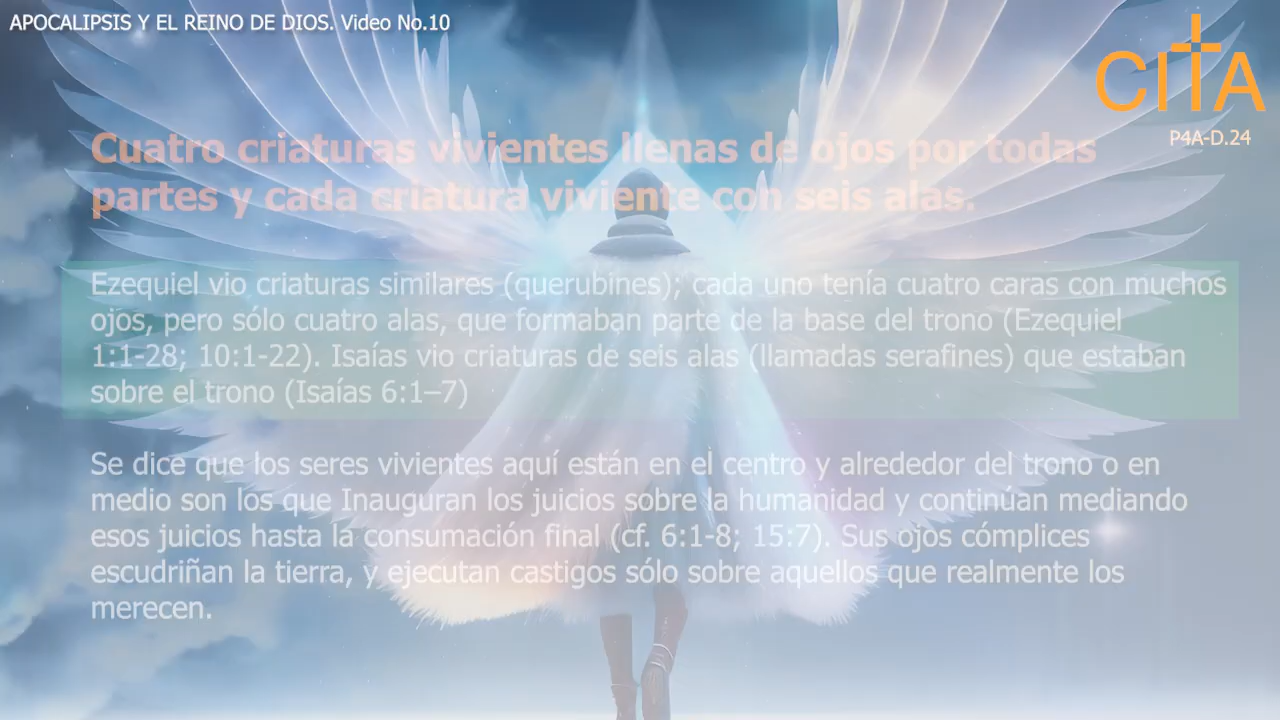 APOCALIPSIS Y EL REINO DE DIOS. Video No.10
CITA
P4A-D.24
Cuatro criaturas vivientes llenas de ojos por todas
partes y cada criatura viviente con seis alas.
Ezequiel vio criaturas similares (querubines); cada uno tenía cuatro caras con muchos
ojos, pero sólo cuatro alas, que formaban parte de la base del trono (Ezequiel
1:1-28; 10:1-22). Isaías vio criaturas de seis alas (llamadas serafines) que estaban
sobre el trono (Isaías 6:1–7)
Se dice que los seres vivientes aquí están en el centro y alrededor del trono o en
medio son los que Inauguran los juicios sobre la humanidad y continúan mediando
esos juicios hasta la consumación final (cf. 6:1-8; 15:7). Sus ojos cómplices
escudriñan la tierra, y ejecutan castigos sólo sobre aquellos que realmente los
merecen.